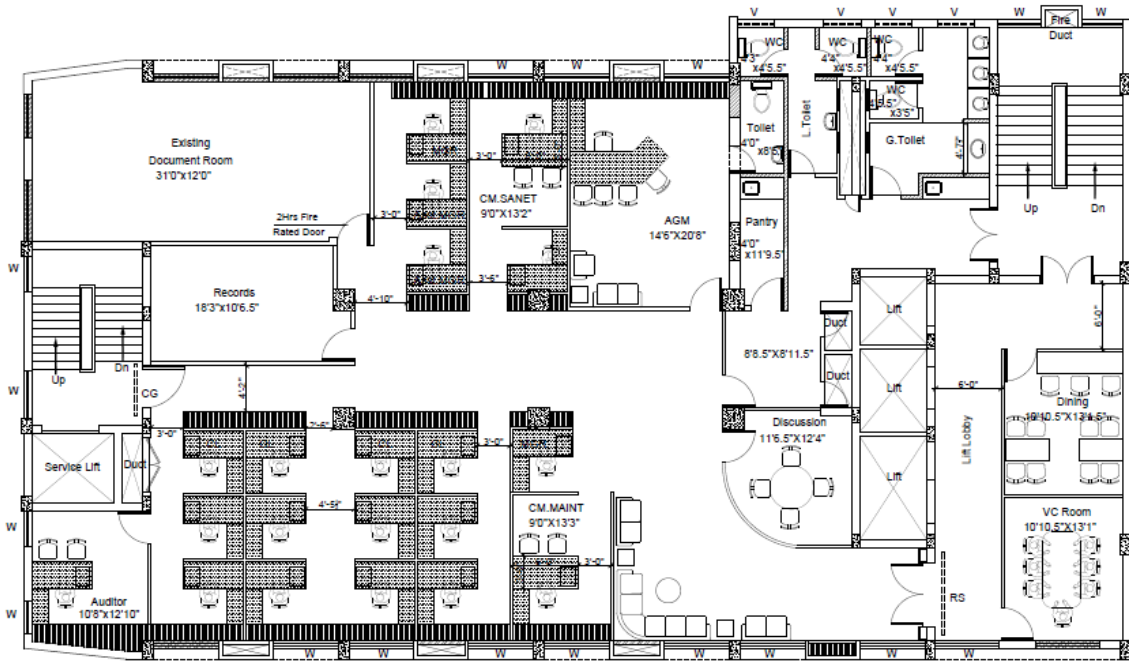 V
V
V
V
W
W
Fire
Duct
WC
4'3"
x4'5.5"
WC
4'4"
x4'5.5"
WC
4'4"
x4'5.5"
WC
4'5.5"
x3'5"
W
W
W
W
Existing
Document Room
31'0"x12'0"
2Hrs Fire
Rated Door
3'-0"
MGR
3'-0"
CM.SANET
9'0"X13'2"
AGM
14'6"X20'8"
Toilet
4'0"
L.Toilet
G.Toilet
4'-7"
Up
Dn
Pantry
4'0"
x11'9.5"
3'-6"
4'-10"
Records
18'3"x10'6.5"
W
W
W
Up
Dn
CG
4'-2"
Lift
Lift
Lift
Duct
Duct
8'8.5"X8'11.5"
6'-0"
6'-0"
Lift Lobby
Dining
Discussion
11'6.5"X12'4"
3'-0"
7'-6"
3'-0"
MGR
Service Lift
Duct
4'-5"
CM.MAINT
9'0"X13'3"
3'-0"
VC Room
10'10.5"X13'1"
W
W
Auditor
10'8"x12'10"
RS
W
W
W
W
W
W
W
W